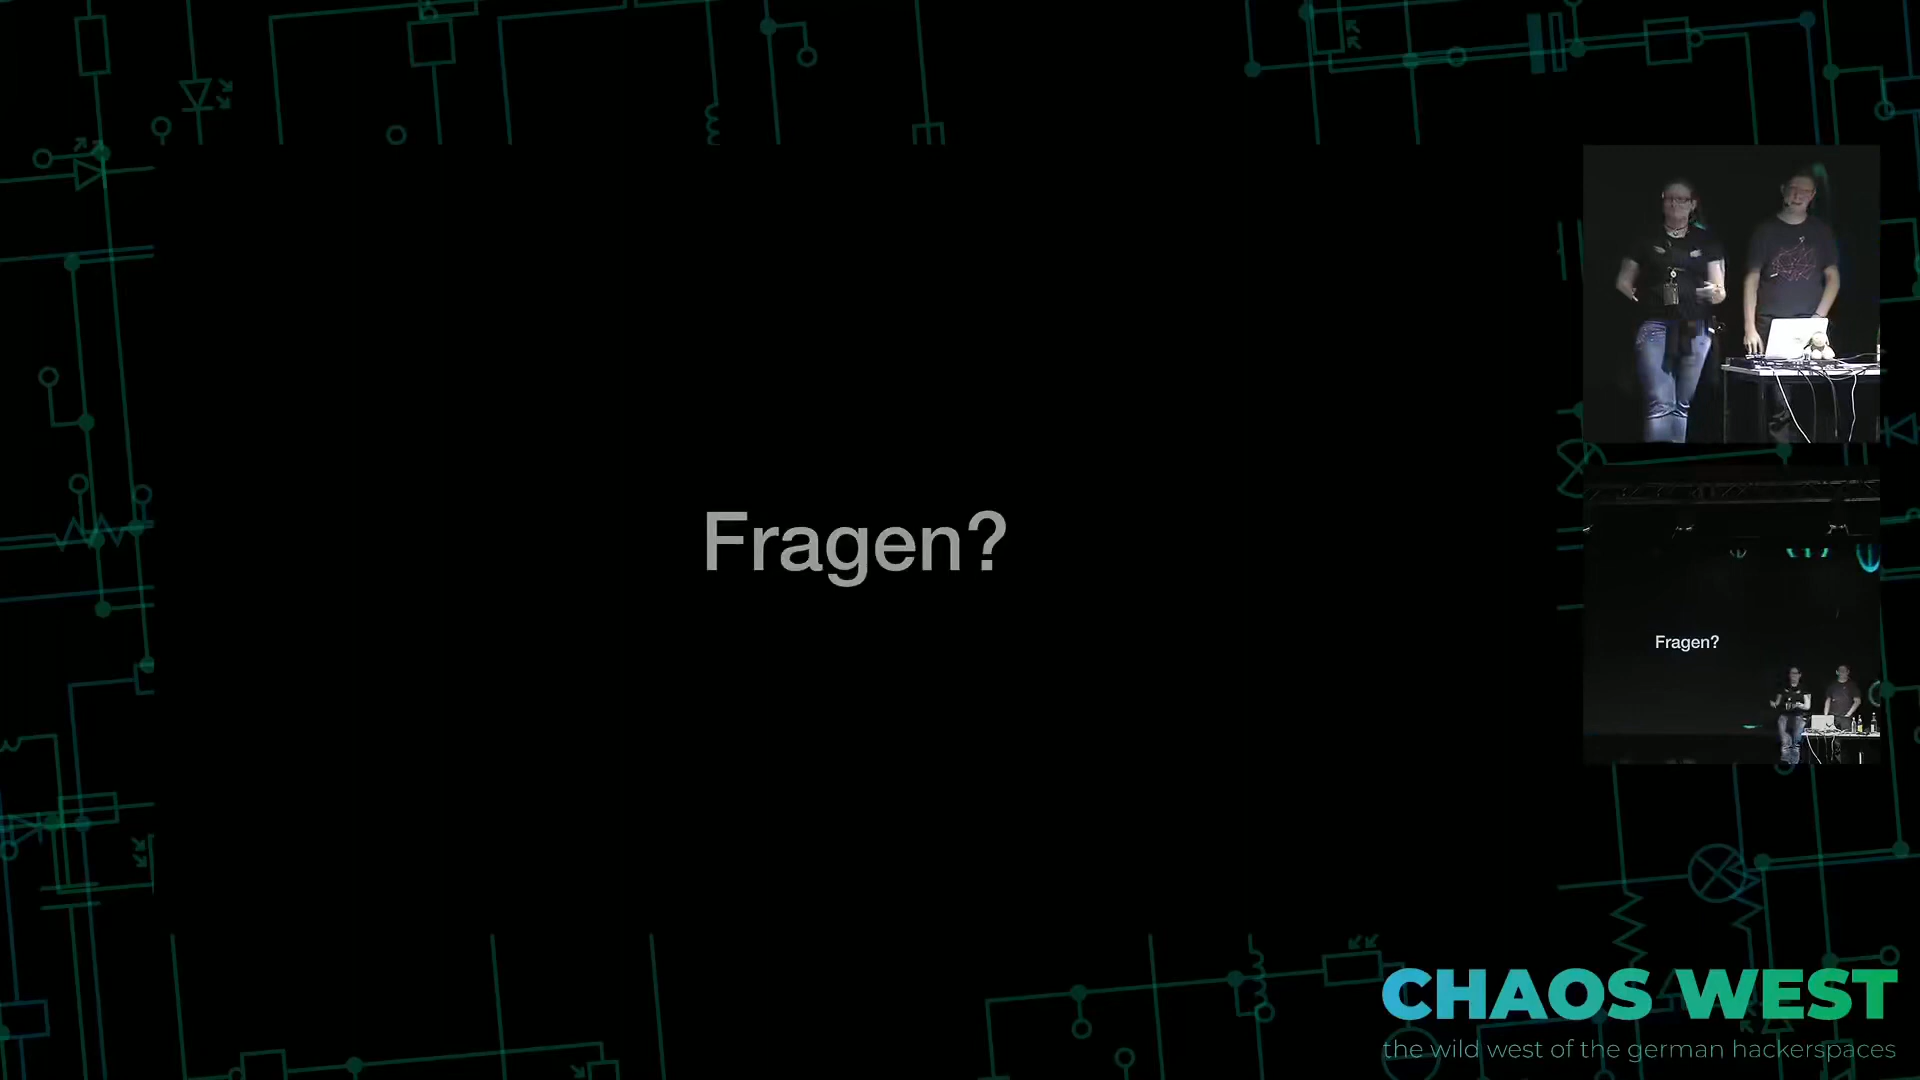 Fragen?
Fragen?
CHAOS WEST
the wild west of the german hackerspaces